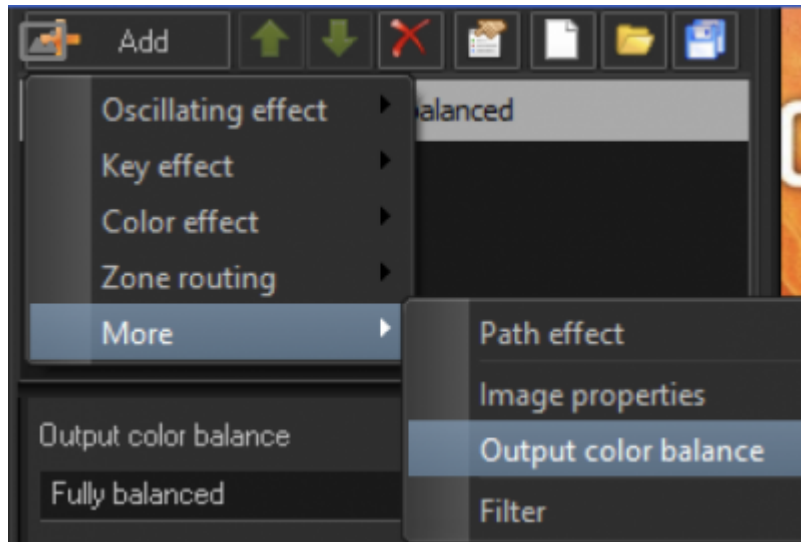 Add
Oscillating effect
alanced
Key effect
Color effect
Zone routing
More
Path effect
Image properties
Output color balance
Filter
Output color balance
Fully balanced